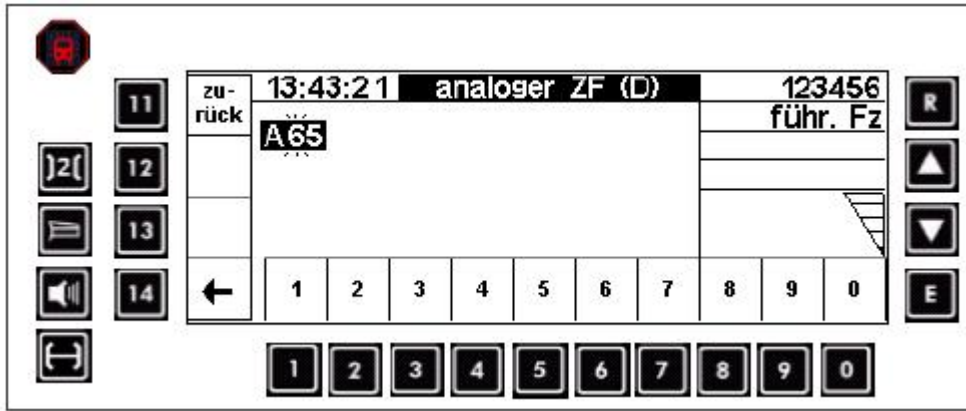 11
12
13
14
)2(
zu-
rück
13:43:21 analoger ZF (D) 123456
führ. Fz
A65
← 1 2 3 4 5 6 7 8 9 0
R
E
1 2 3 4 5 6 7 8 9 0